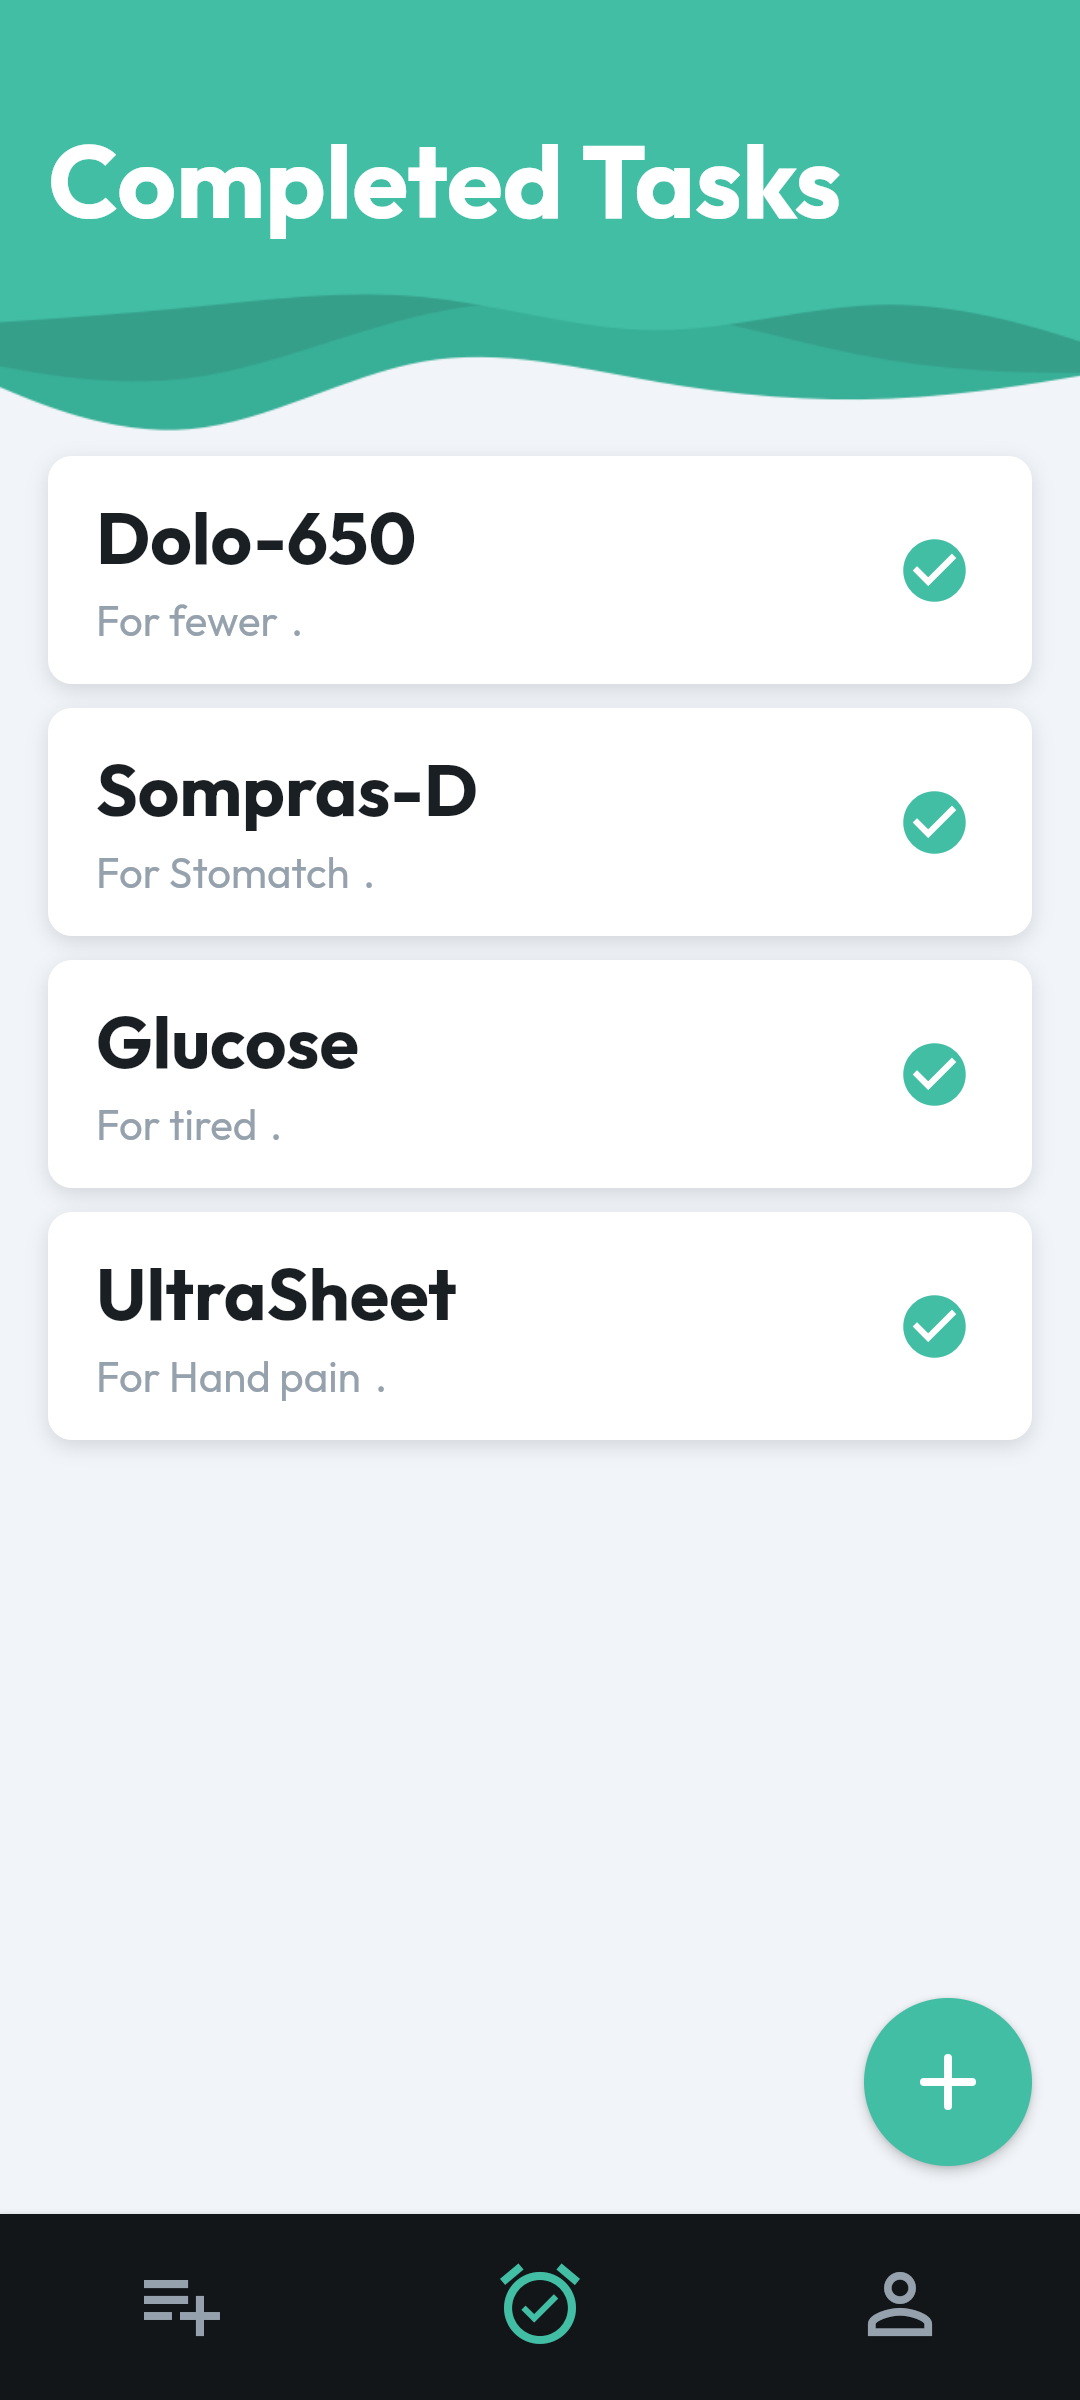 Completed Tasks
Dolo-650
For fewer .
Sompras-D
For Stomatch .
Glucose
For tired .
UltraSheet
For Hand pain .